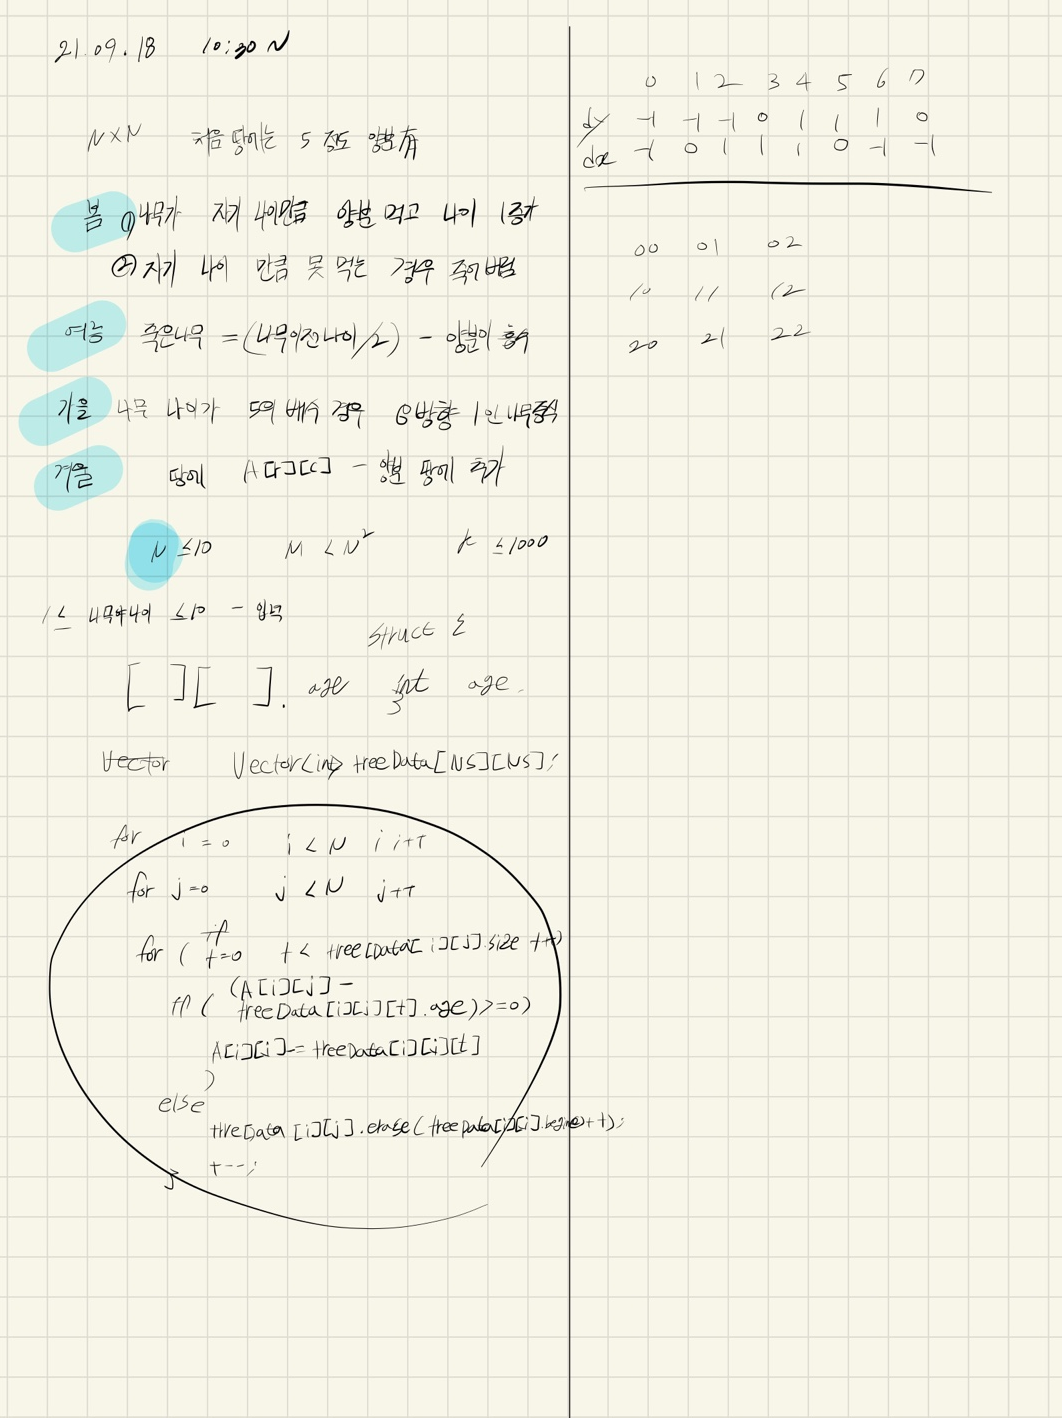 21.09.18 10:30 N
N×N 처음 땅에는 5 정도 양분有
봄 ① 나무가 자기 나이만큼 양분 먹고 나이 1증가
② 자기 나이 만큼 못 먹는 경우 죽어버림
여름 죽은나무 = (나무이전나이/2) - 양분이 흡수
가을 나무 나이가 5의 배수 경우 8방향 1인 나무증식
겨울 땅에 A[r][c] - 양분 땅에 추가
N ≤10 M < N² K ≤1000
1 ≤ 나무의나이 ≤10 - 입력
struct {
[ ][ ]. age int age.
}
Vector Vector<int> treeData[NS][NS];
for i=0 i<N i i++
for j=0 j<N j++
if
for ( t=0 t< treeData[i][j].size t++)
(A[i][j] -
if ( treeData[i][j][t].age)>=0)
A[i][j]-= treeData[i][j][t]
}
else
treeData[i][j].erase(treeData[i][j].begin()+t);
t--;
}
0 1 2 3 4 5 6 7
dy -1 -1 -1 0 1 1 1 0
dx -1 0 1 1 1 0 -1 -1
00 01 02
10 11 12
20 21 22